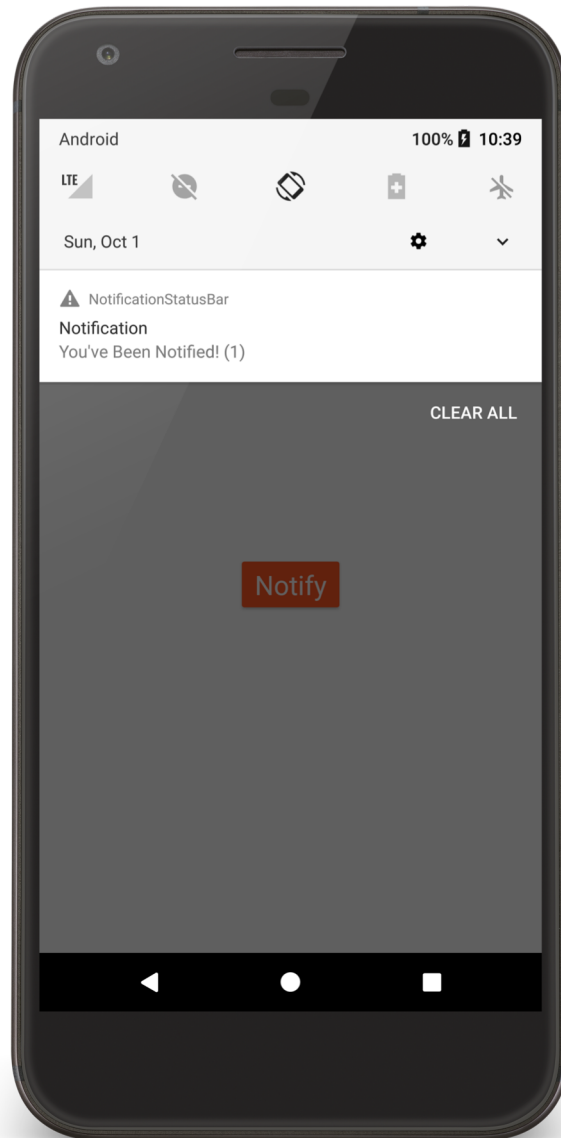 Android 100% 10:39
LTE
Sun, Oct 1
NotificationStatusBar
Notification
You've Been Notified! (1)
CLEAR ALL
Notify